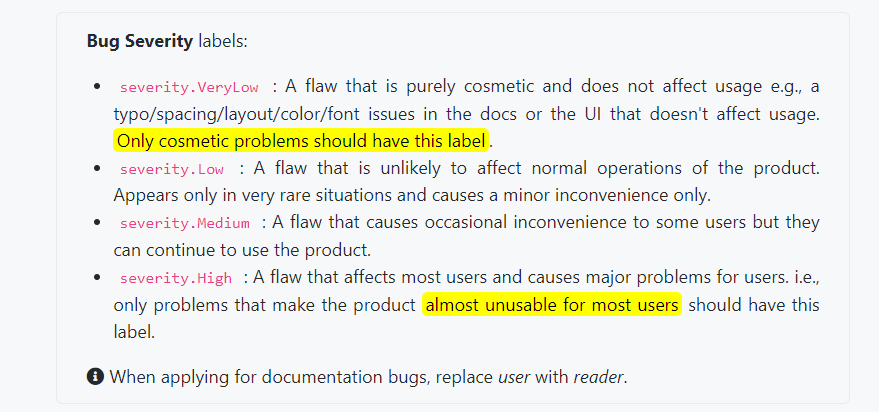 Bug Severity labels:
severity.VeryLow : A flaw that is purely cosmetic and does not affect usage e.g., a
typo/spacing/layout/color/font issues in the docs or the UI that doesn't affect usage.
Only cosmetic problems should have this label.
severity.Low : A flaw that is unlikely to affect normal operations of the product.
Appears only in very rare situations and causes a minor inconvenience only.
severity.Medium : A flaw that causes occasional inconvenience to some users but they
can continue to use the product.
severity.High : A flaw that affects most users and causes major problems for users. i.e.,
only problems that make the product almost unusable for most users should have this
label.
When applying for documentation bugs, replace user with reader.